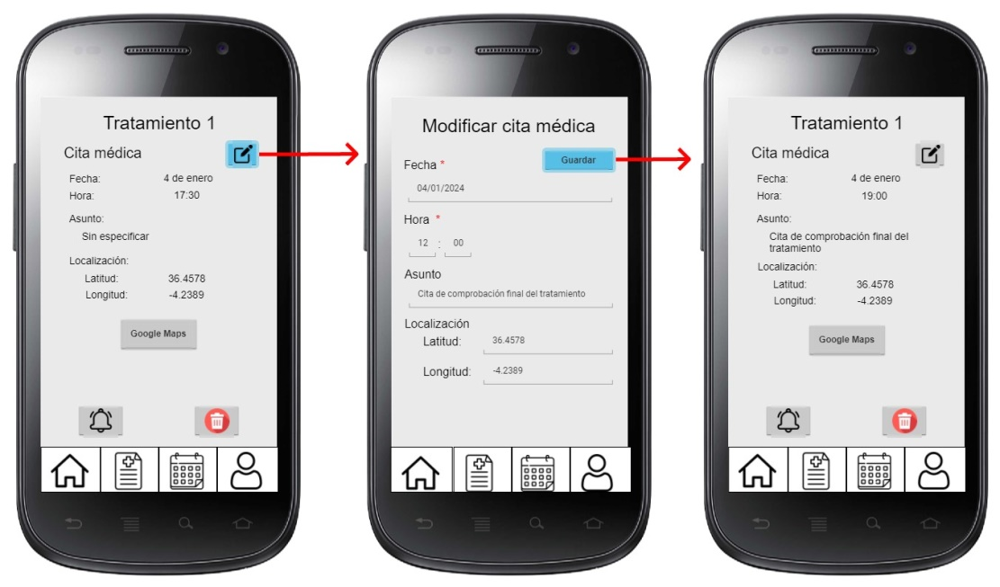 Tratamiento 1
Cita médica
Fecha: 4 de enero
Hora: 17:30
Asunto:
Sin especificar
Localización:
Latitud: 36.4578
Longitud: -4.2389
Google Maps
Modificar cita médica
Guardar
Fecha *
04/01/2024
Hora *
12 : 00
Asunto
Cita de comprobación final del tratamiento
Localización
Latitud: 36.4578
Longitud: -4.2389
Tratamiento 1
Cita médica
Fecha: 4 de enero
Hora: 19:00
Asunto:
Cita de comprobación final del
tratamiento
Localización:
Latitud: 36.4578
Longitud: -4.2389
Google Maps